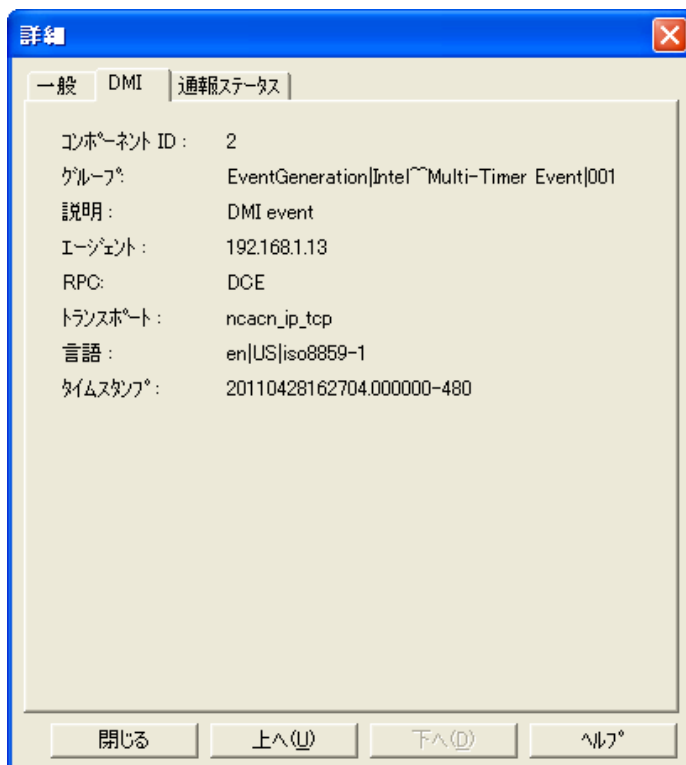 詳細
一般 DMI 通報ステータス
コンポーネント ID : 2
グループ: EventGeneration|Intel^^Multi-Timer Event|001
説明 : DMI event
エージェント : 192.168.1.13
RPC: DCE
トランスポート : ncacn_ip_tcp
言語 : en|US|iso8859-1
タイムスタンプ : 20110428162704.000000-480
閉じる 上へ(U) 下へ(D) ヘルプ